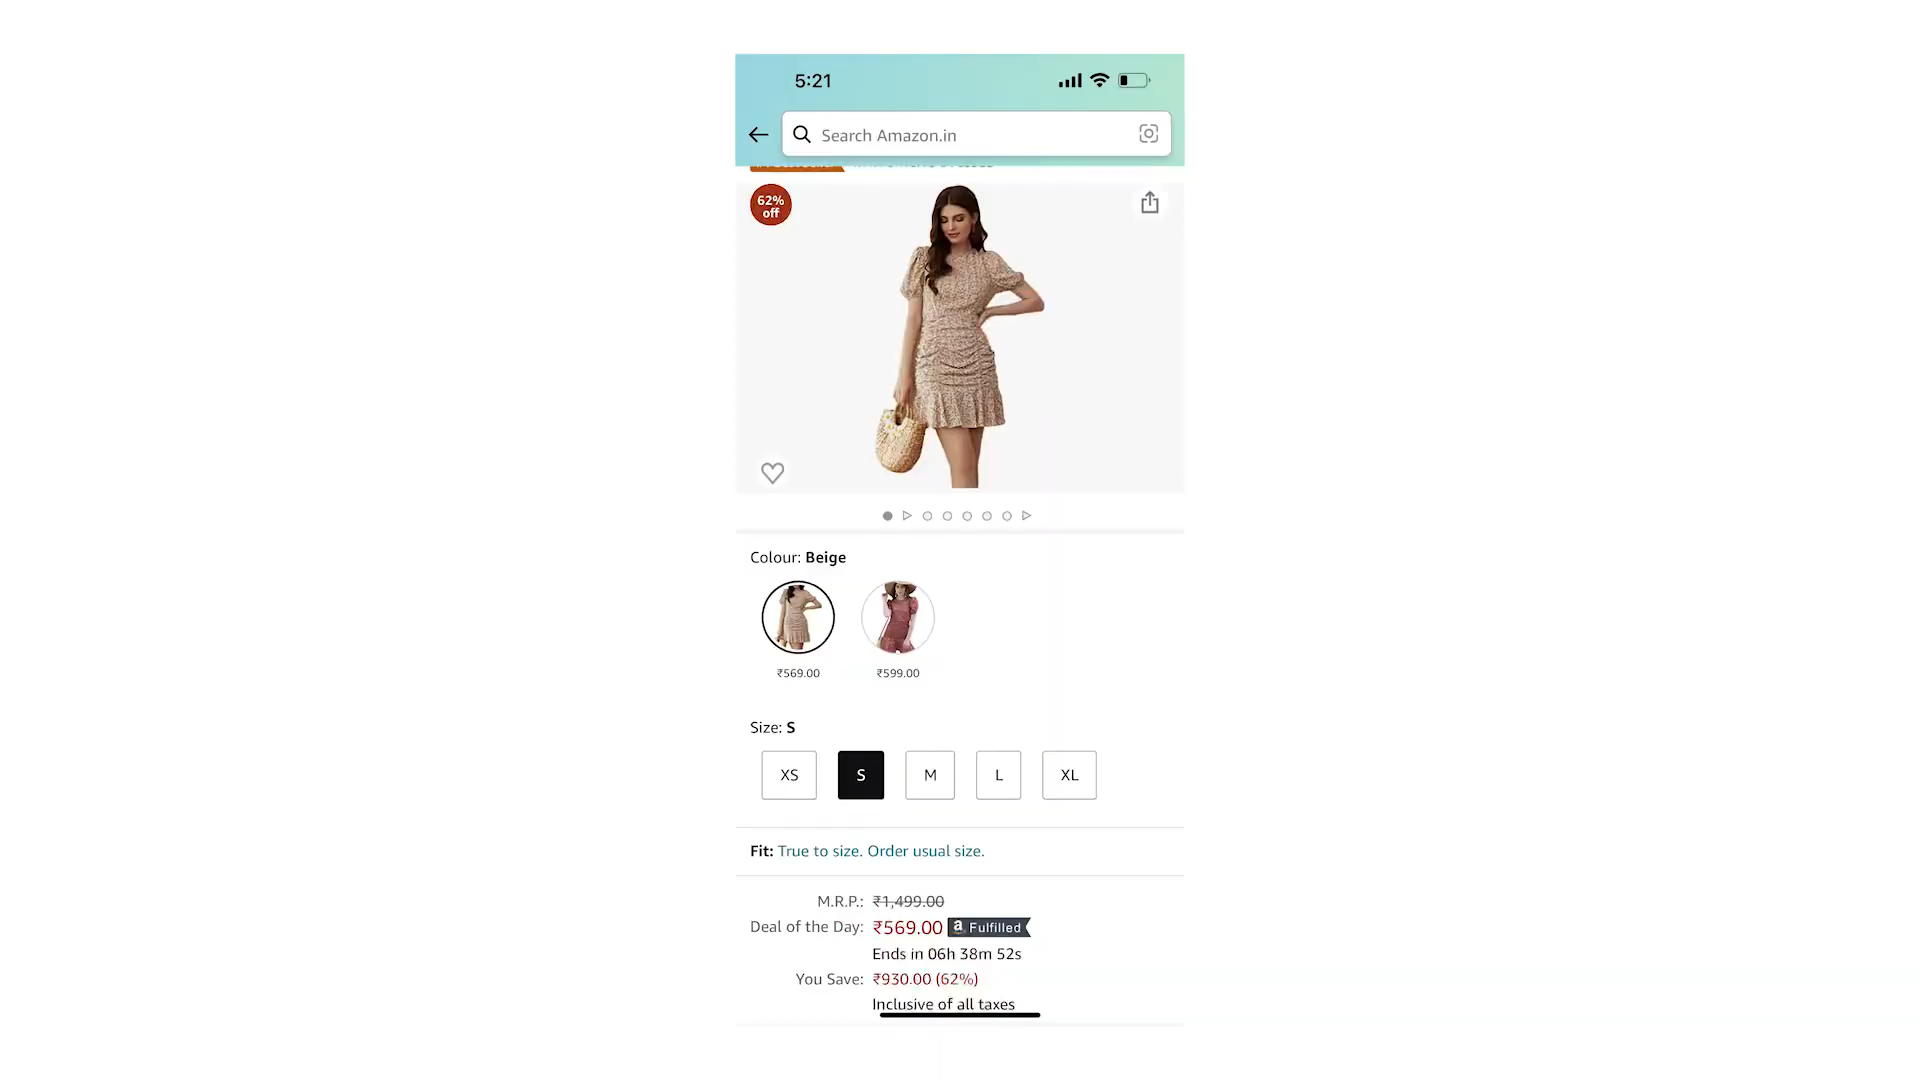 5:21
Search Amazon.in
62%
off
Colour: Beige
₹569.00
₹599.00
Size: S
XS
S
M
L
XL
Fit: True to size. Order usual size.
M.R.P.: ₹1,499.00
Deal of the Day: ₹569.00 a Fulfilled
Ends in 06h 38m 52s
You Save: ₹930.00 (62%)
Inclusive of all taxes